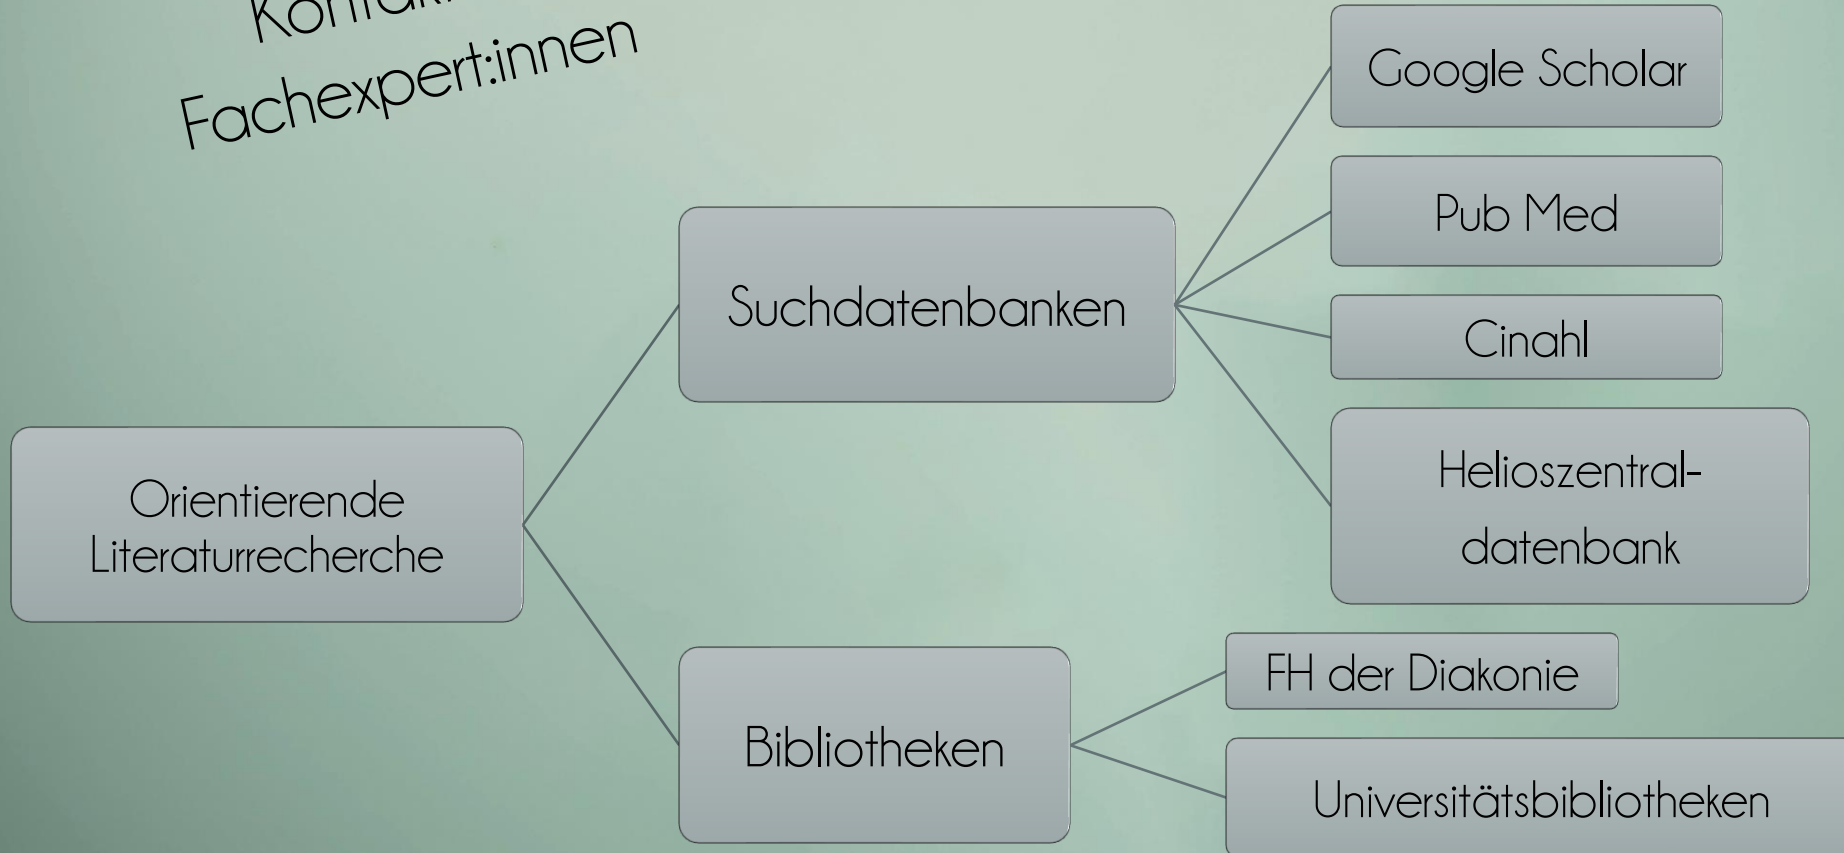 Fachexpert:innen
Google Scholar
Pub Med
Suchdatenbanken
Cinahl
Helioszentral-
datenbank
Orientierende
Literaturrecherche
FH der Diakonie
Bibliotheken
Universitätsbibliotheken